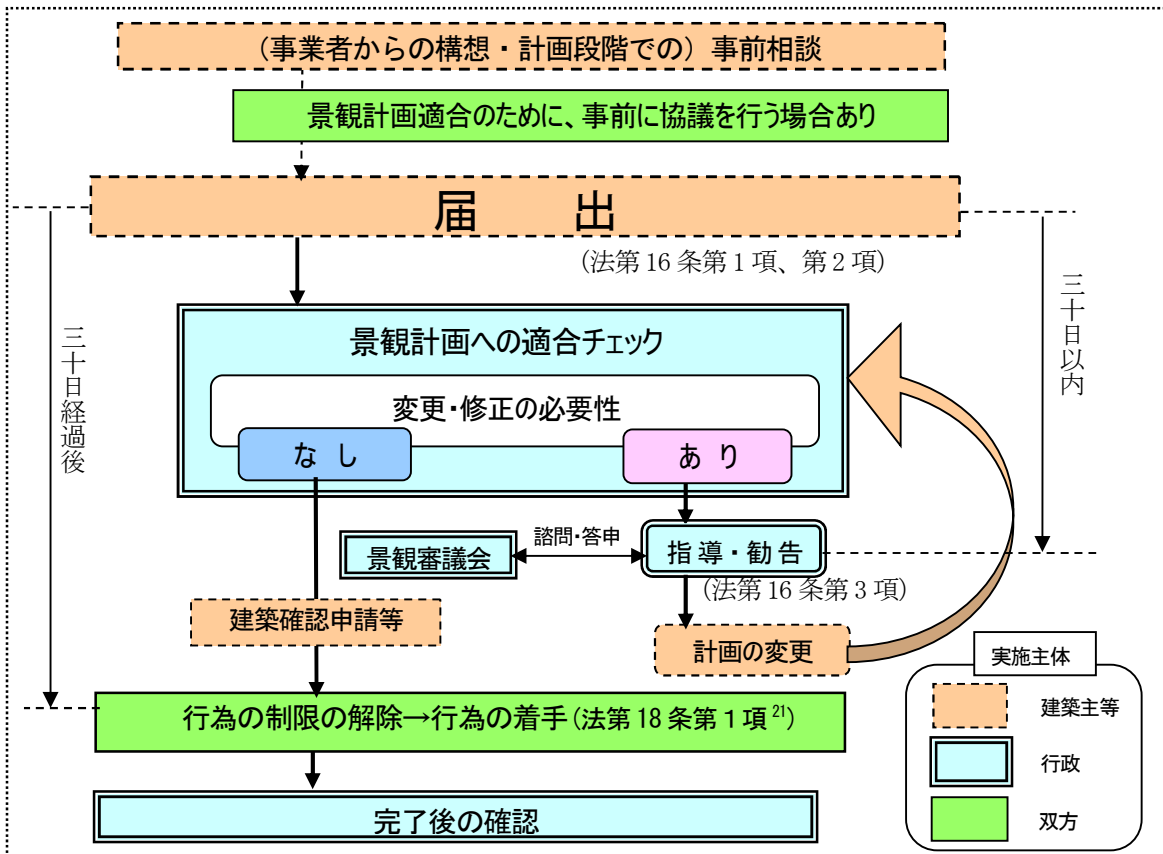 (事業者からの構想・計画段階での)事前相談
景観計画適合のために、事前に協議を行う場合あり
届 出
(法第16条第1項、第2項)
三十日経過後
三十日以内
景観計画への適合チェック
変更・修正の必要性
なし
あり
景観審議会
諮問・答申
指導・勧告
(法第16条第3項)
建築確認申請等
計画の変更
行為の制限の解除→行為の着手(法第18条第1項21)
完了後の確認
実施主体
建築主等
行政
双方